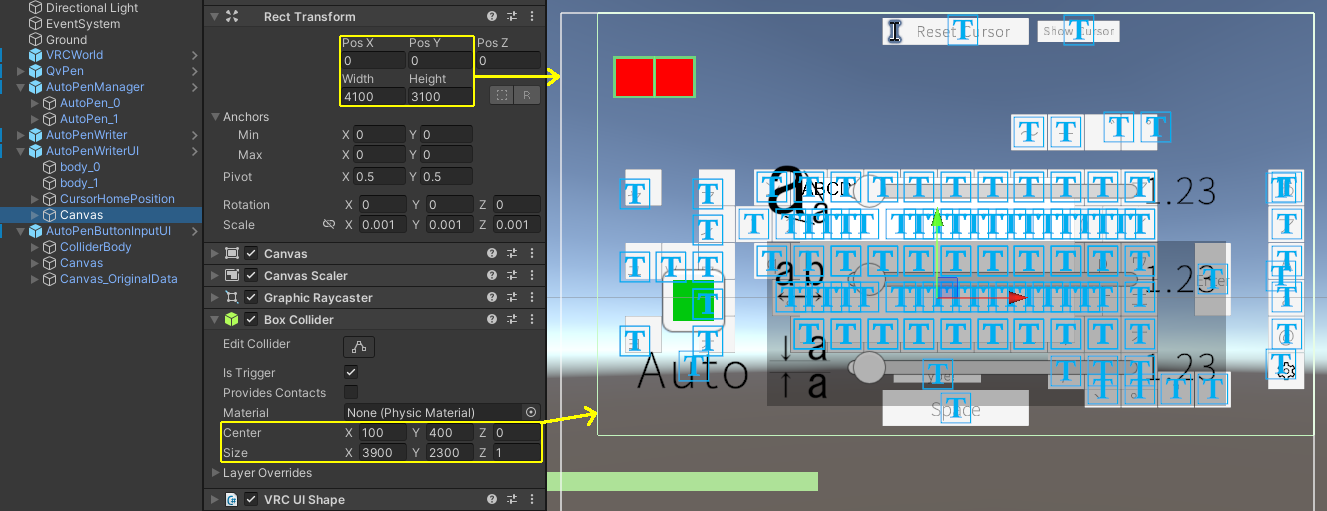 Directional Light
EventSystem
Ground
VRCWorld
QvPen
AutoPenManager
AutoPen_0
AutoPen_1
AutoPenWriter
AutoPenWriterUI
body_0
body_1
CursorHomePosition
Canvas
AutoPenButtonInputUI
ColliderBody
Canvas
Canvas_OriginalData
Rect Transform
Pos X Pos Y Pos Z
0 0 0
Width Height
4100 3100
R
Anchors
Min X 0 Y 0
Max X 0 Y 0
Pivot X 0.5 Y 0.5
Rotation X 0 Y 0 Z 0
Scale X 0.001 Y 0.001 Z 0.001
Canvas
Canvas Scaler
Graphic Raycaster
Box Collider
Edit Collider
Is Trigger
Provides Contacts
Material None (Physic Material)
Center X 100 Y 400 Z 0
Size X 3900 Y 2300 Z 1
Layer Overrides
VRC UI Shape
Reset Cursor
Show Cursor
a ABCD
a
1.23
a b
1.23
↓ a
↑ a
1.23
Auto
Space